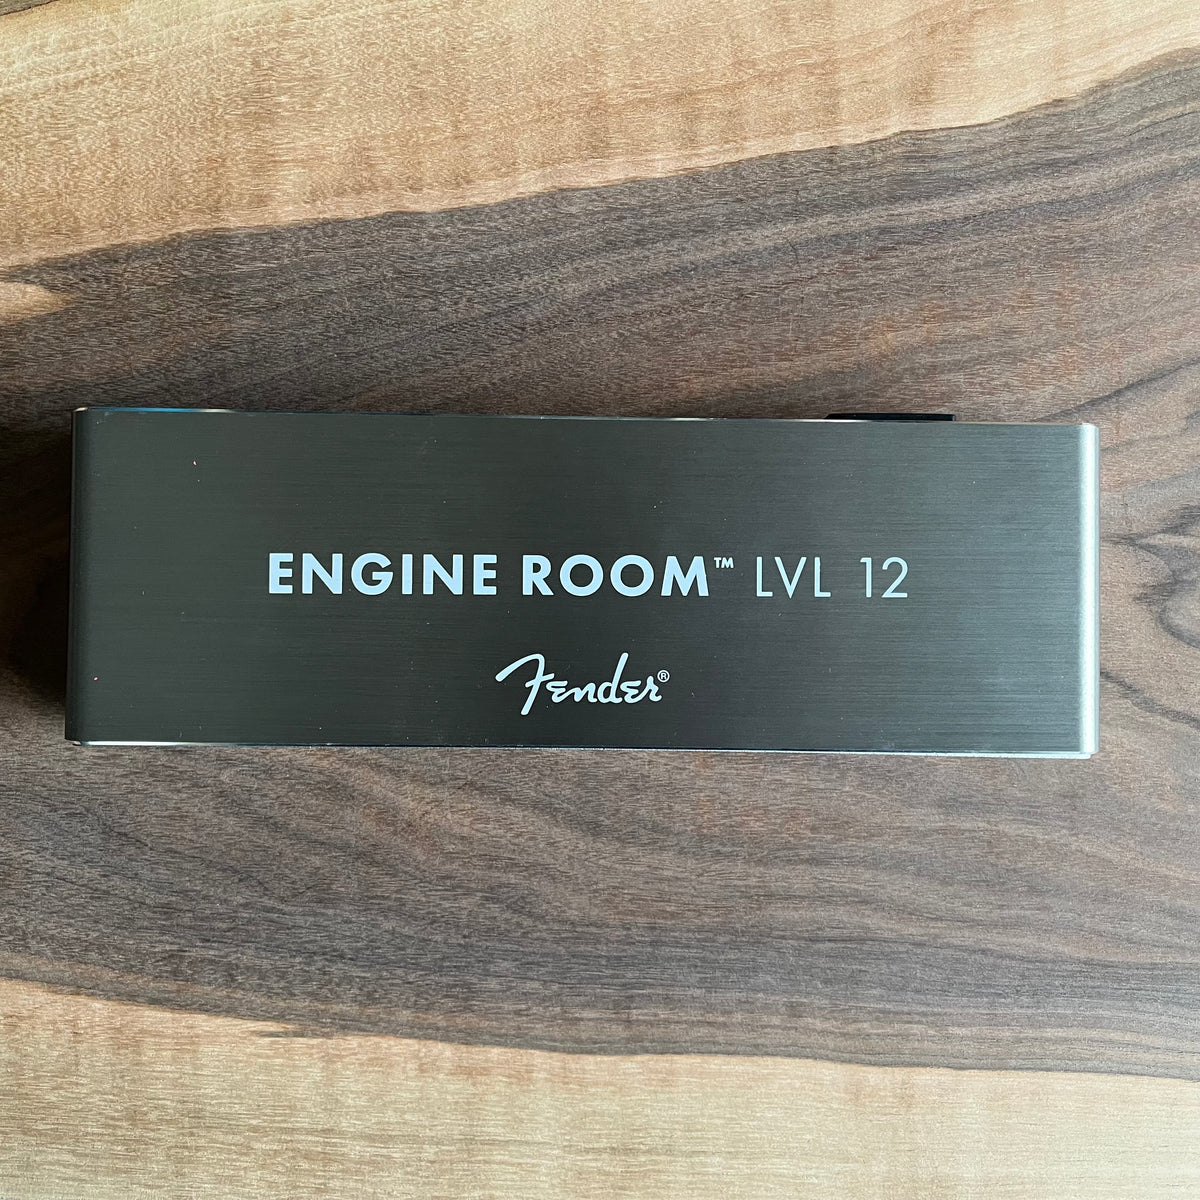 ENGINE ROOM™ LVL 12
Fender®